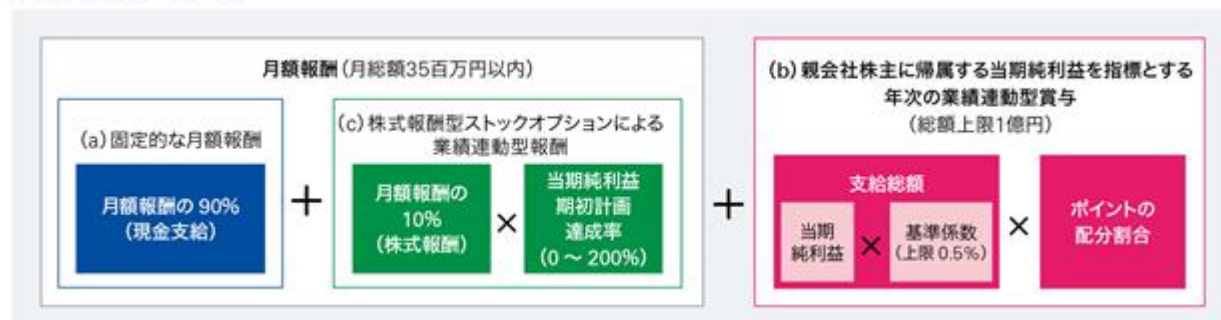 月額報酬(月総額35百万円以内)
(a)固定的な月額報酬
月額報酬の 90%
(現金支給)
+
(c)株式報酬型ストックオプションによる
業績連動型報酬
月額報酬の
10%
(株式報酬)
×
当期純利益
期初計画
達成率
(0 ~ 200%)
+
(b)親会社株主に帰属する当期純利益を指標とする
年次の業績連動型賞与
(総額上限1億円)
支給総額
当期
純利益
×
基準係数
(上限 0.5%)
×
ポイントの
配分割合